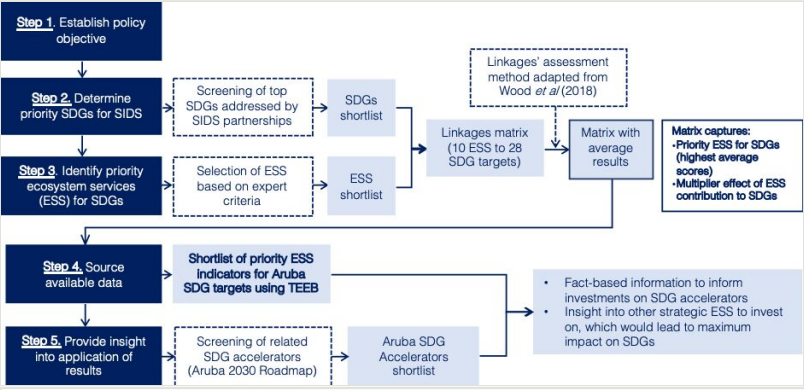 Step 1. Establish policy
objective
Step 2. Determine
priority SDGs for SIDS
Screening of top
SDGs addressed by
SIDS partnerships
SDGs
shortlist
Linkages' assessment
method adapted from
Wood et al (2018)
Step 3. Identify priority
ecosystem services
(ESS) for SDGs
Selection of ESS
based on expert
criteria
ESS
shortlist
Linkages matrix
(10 ESS to 28
SDG targets)
Matrix with
average
results
Matrix captures:
•Priority ESS for SDGs
(highest average
scores)
•Multiplier effect of ESS
contribution to SDGs
Step 4. Source
available data
Shortlist of priority ESS
indicators for Aruba
SDG targets using TEEB
Step 5. Provide insight
into application of
results
Screening of related
SDG accelerators
(Aruba 2030 Roadmap)
Aruba SDG
Accelerators
shortlist
• Fact-based information to inform
investments on SDG accelerators
• Insight into other strategic ESS to invest
on, which would lead to maximum
impact on SDGs